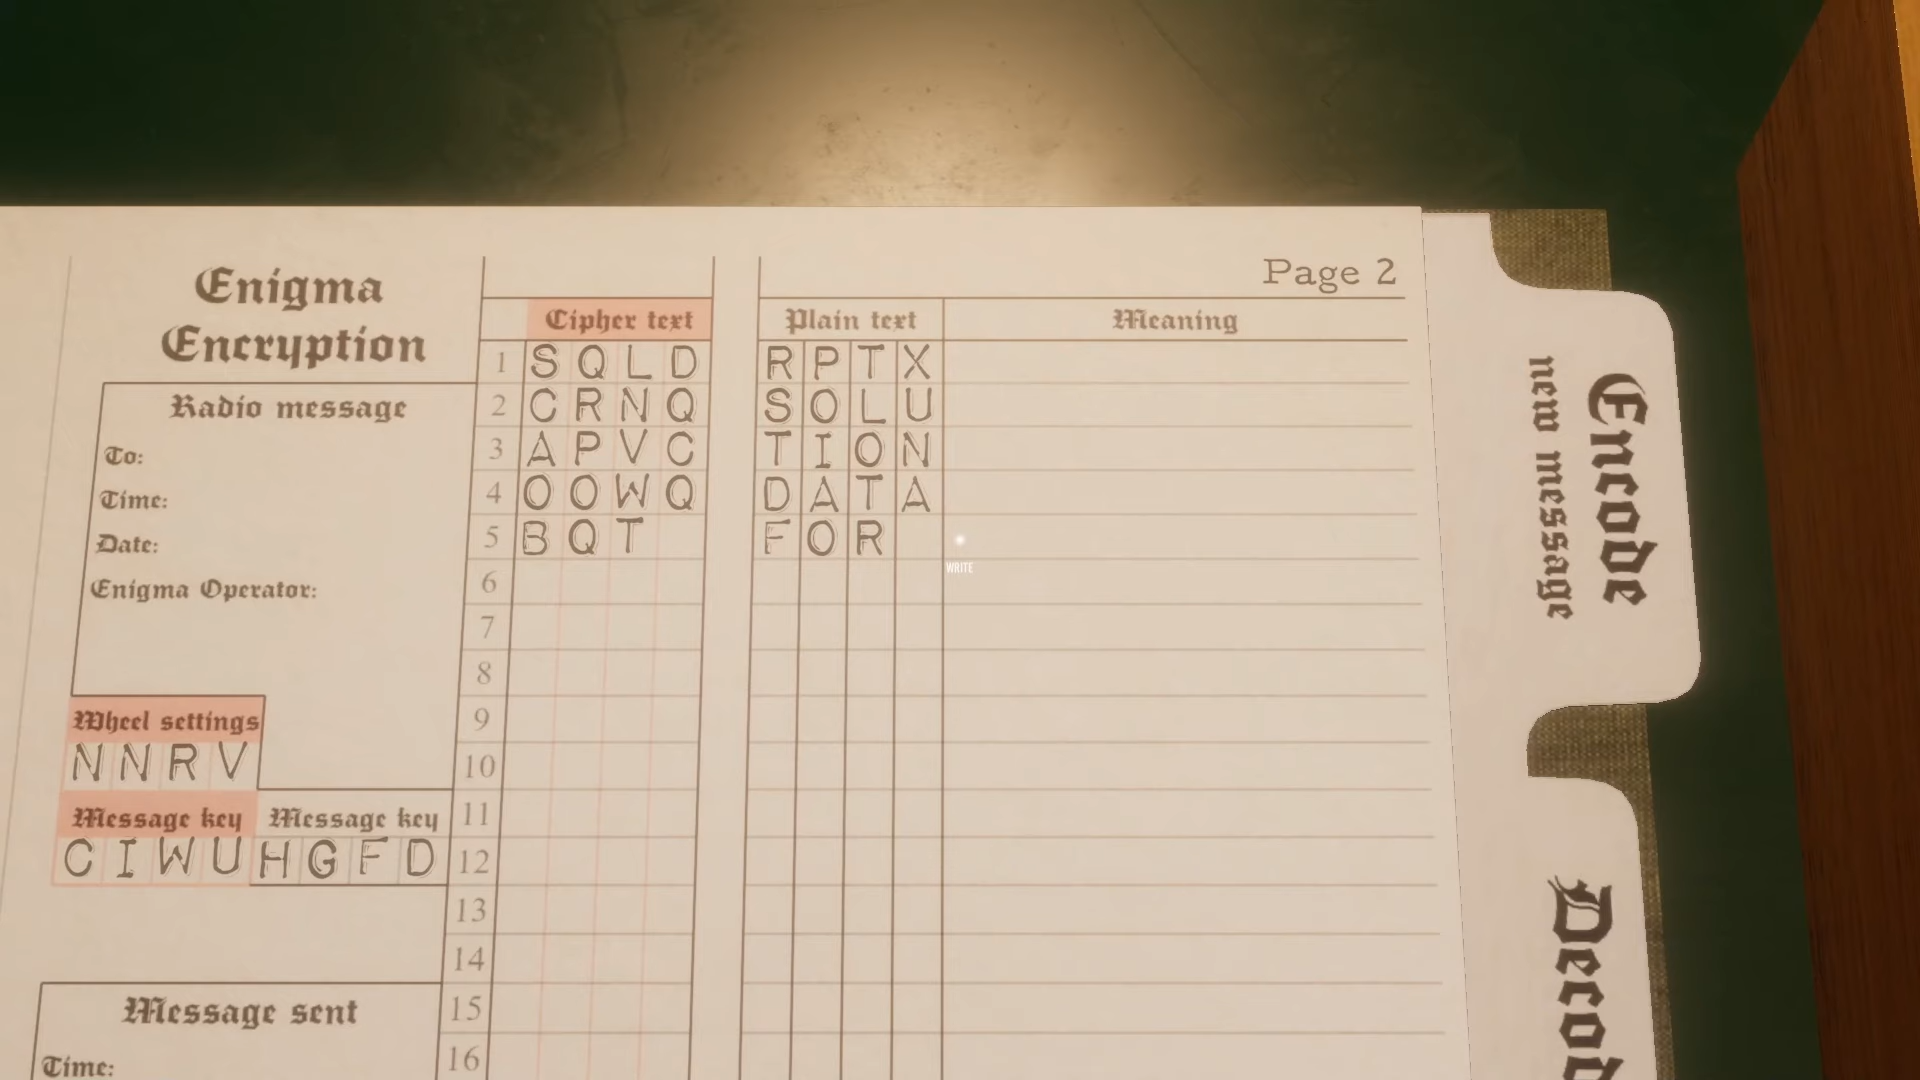 Page 2
Enigma
Encryption
Radio message
To:
Time:
Date:
Enigma Operator:
Wheel settings
N N R V
Message key Message key
C I W U H G F D
Message sent
Time:
Cipher text Plain text Meaning
1 S Q L D R P T X
2 C R N Q S O L U
3 A P V C T I O N
4 O O W Q D A T A
5 B Q T F O R
6
7
8
9
10
11
12
13
14
15
16
WRITE
Encode
new message
Decod